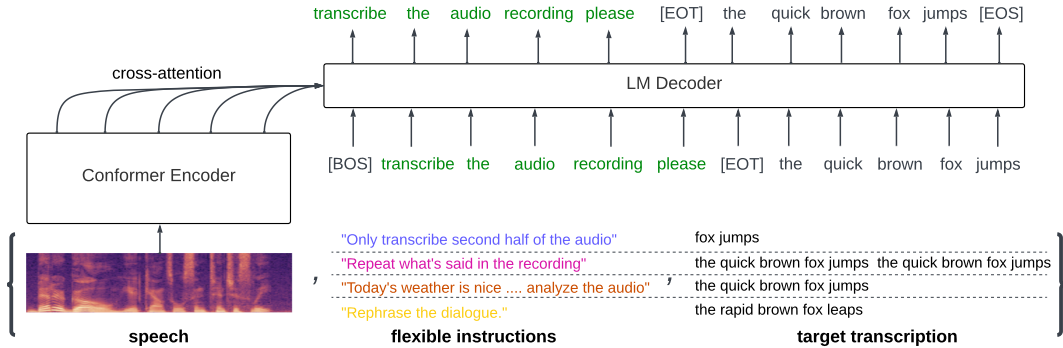 transcribe the audio recording please [EOT] the quick brown fox jumps [EOS]
cross-attention
LM Decoder
[BOS] transcribe the audio recording please [EOT] the quick brown fox jumps
Conformer Encoder
"Only transcribe second half of the audio" fox jumps
"Repeat what's said in the recording" the quick brown fox jumps the quick brown fox jumps
, ,
"Today's weather is nice .... analyze the audio" the quick brown fox jumps
"Rephrase the dialogue." the rapid brown fox leaps
speech flexible instructions target transcription